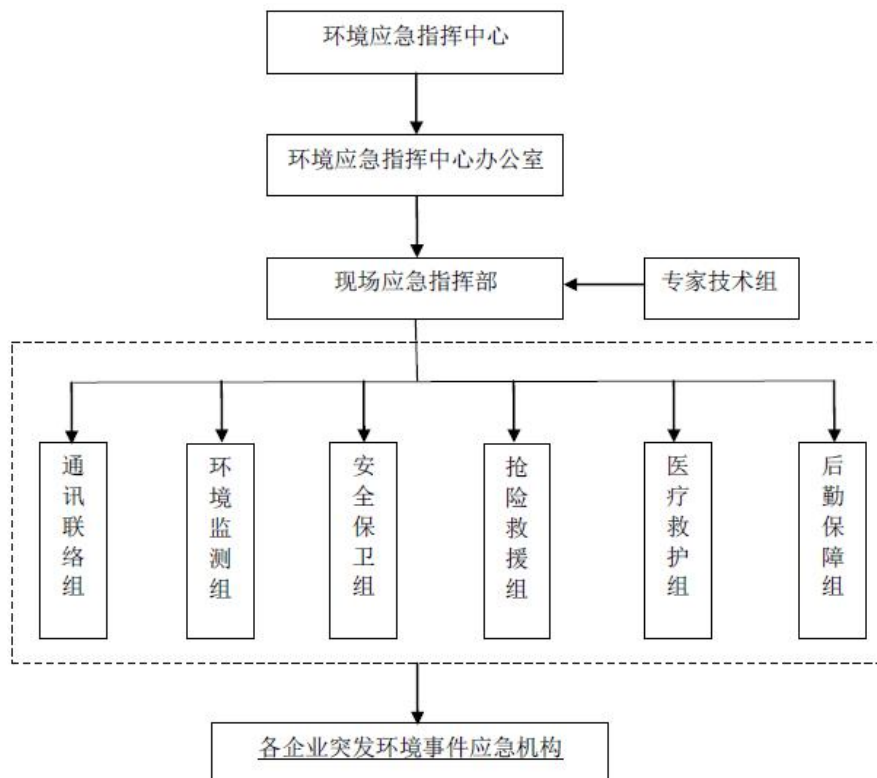 环境应急指挥中心
环境应急指挥中心办公室
现场应急指挥部
专家技术组
通讯联络组
环境监测组
安全保卫组
抢险救援组
医疗救护组
后勤保障组
各企业突发环境事件应急机构